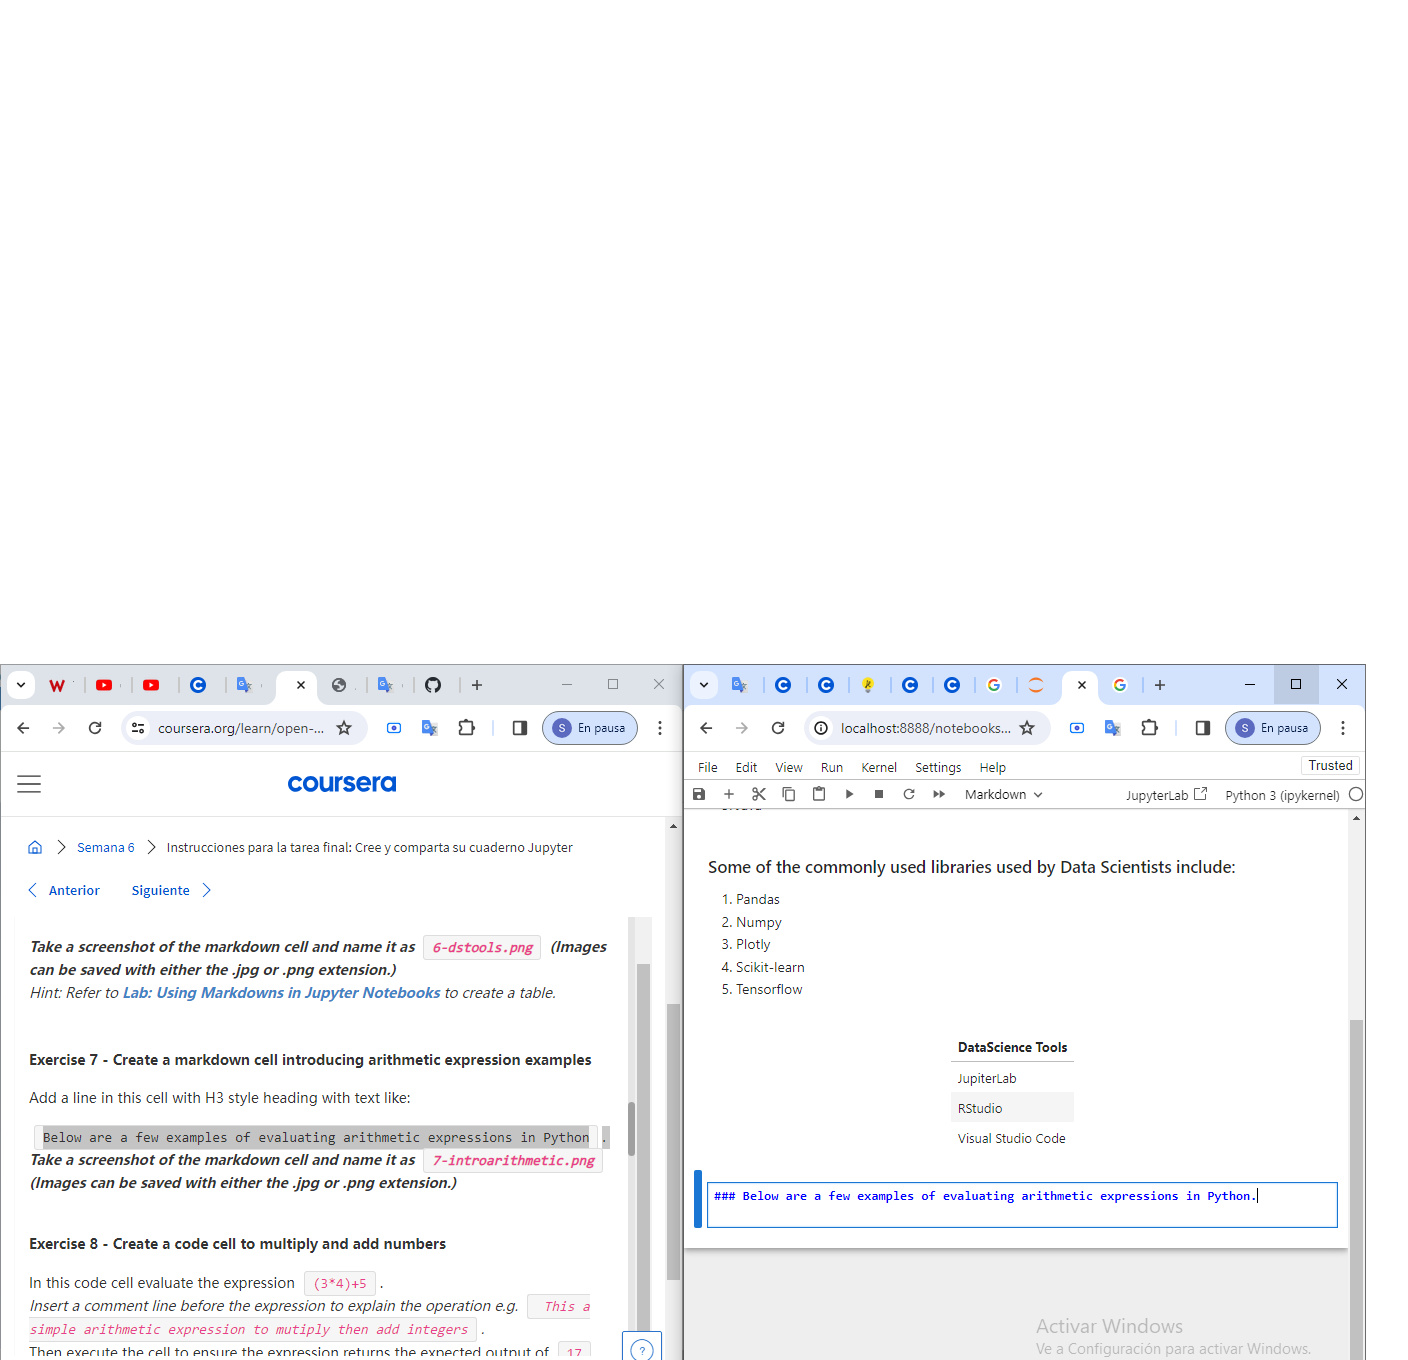 En pausa
coursera.org/learn/open-...
coursera
Semana 6
Instrucciones para la tarea final: Cree y comparta su cuaderno Jupyter
Anterior
Siguiente
Take a screenshot of the markdown cell and name it as 6-dstools.png (Images
can be saved with either the .jpg or .png extension.)
Hint: Refer to Lab: Using Markdowns in Jupyter Notebooks to create a table.
Exercise 7 - Create a markdown cell introducing arithmetic expression examples
Add a line in this cell with H3 style heading with text like:
Below are a few examples of evaluating arithmetic expressions in Python .
Take a screenshot of the markdown cell and name it as 7-introarithmetic.png
(Images can be saved with either the .jpg or .png extension.)
Exercise 8 - Create a code cell to multiply and add numbers
In this code cell evaluate the expression (3*4)+5 .
Insert a comment line before the expression to explain the operation e.g. This a
simple arithmetic expression to mutiply then add integers .
Then execute the cell to ensure the expression returns the expected output of 17
localhost:8888/notebooks...
En pausa
File Edit View Run Kernel Settings Help
Trusted
Markdown
JupyterLab
Python 3 (ipykernel)
Some of the commonly used libraries used by Data Scientists include:
1. Pandas
2. Numpy
3. Plotly
4. Scikit-learn
5. Tensorflow
DataScience Tools
JupiterLab
RStudio
Visual Studio Code
### Below are a few examples of evaluating arithmetic expressions in Python.
Activar Windows
Ve a Configuración para activar Windows.